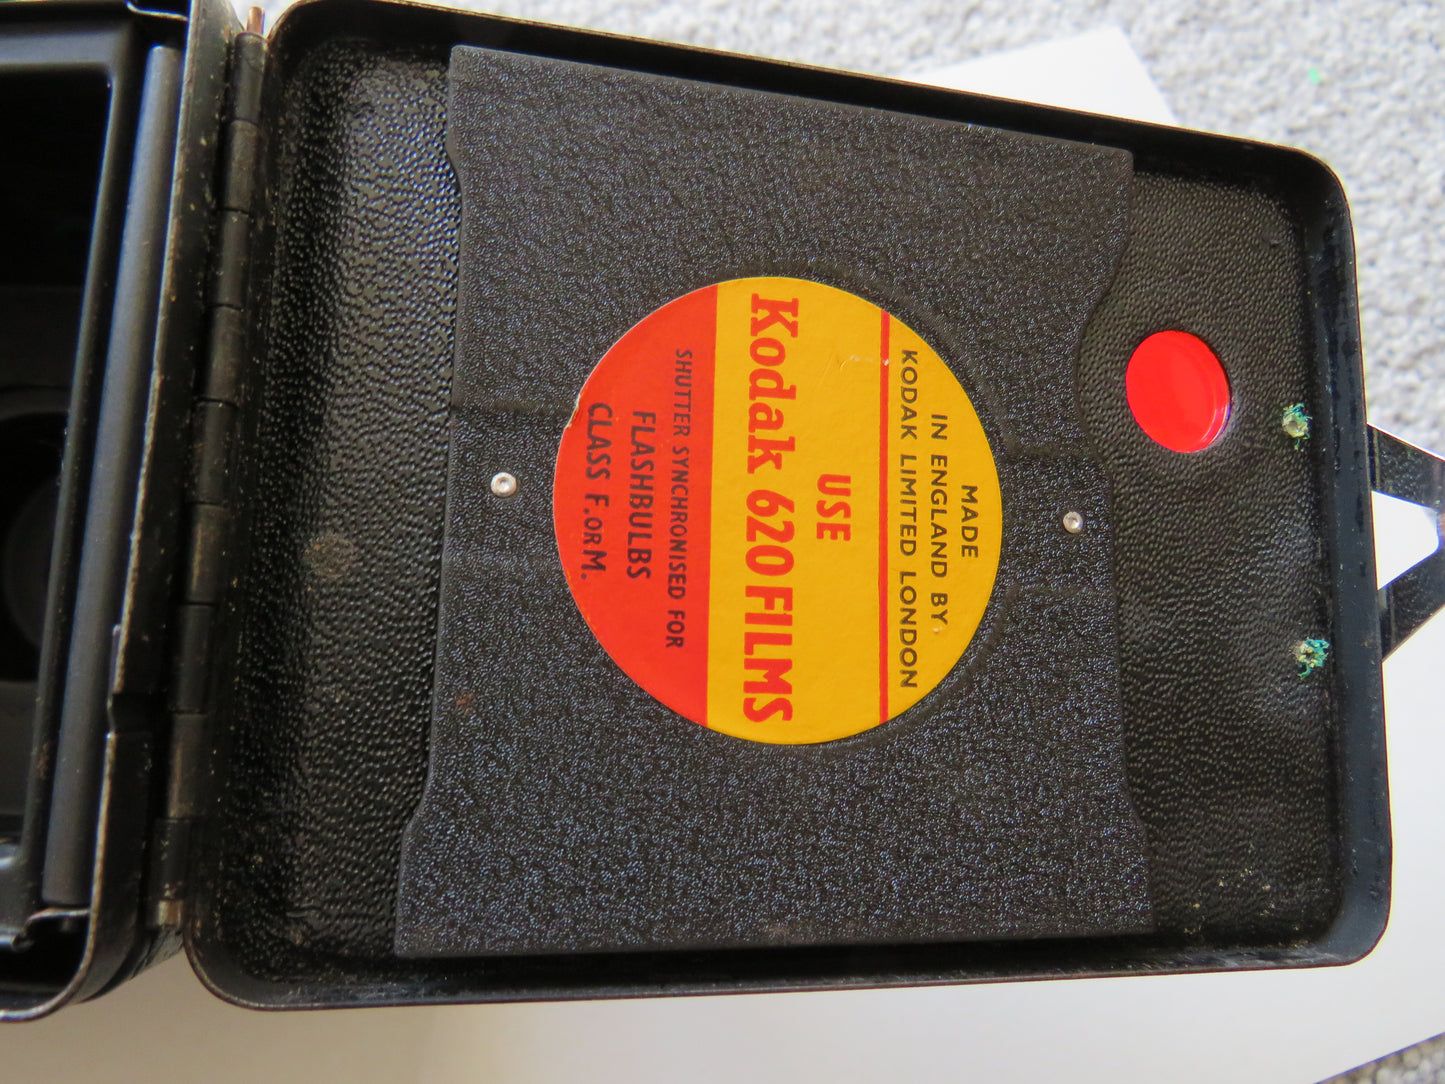 MADE
IN ENGLAND BY
KODAK LIMITED LONDON
USE
Kodak 620 FILMS
SHUTTER SYNCHRONISED FOR
FLASHBULBS
CLASS F. OR M.